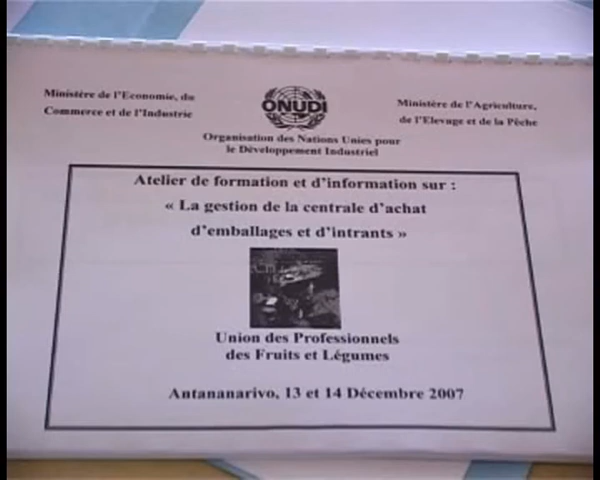 Ministère de l'Economie, du
Commerce et de l'Industrie
ONUDI
Organisation des Nations Unies pour
le Développement Industriel
Ministère de l'Agriculture,
de l'Elevage et de la Pêche
Atelier de formation et d'information sur :
« La gestion de la centrale d'achat
d'emballages et d'intrants »
Union des Professionnels
des Fruits et Légumes
Antananarivo, 13 et 14 Décembre 2007